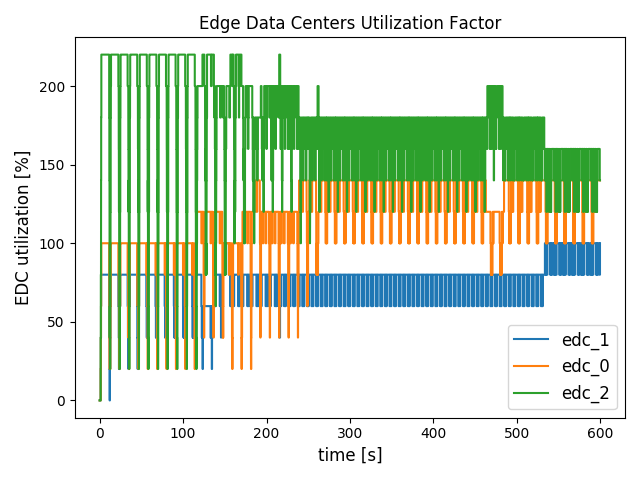 Edge Data Centers Utilization Factor
EDC utilization [%]
200
150
100
50
0
0
100
200
300
400
500
600
time [s]
edc_1
edc_0
edc_2